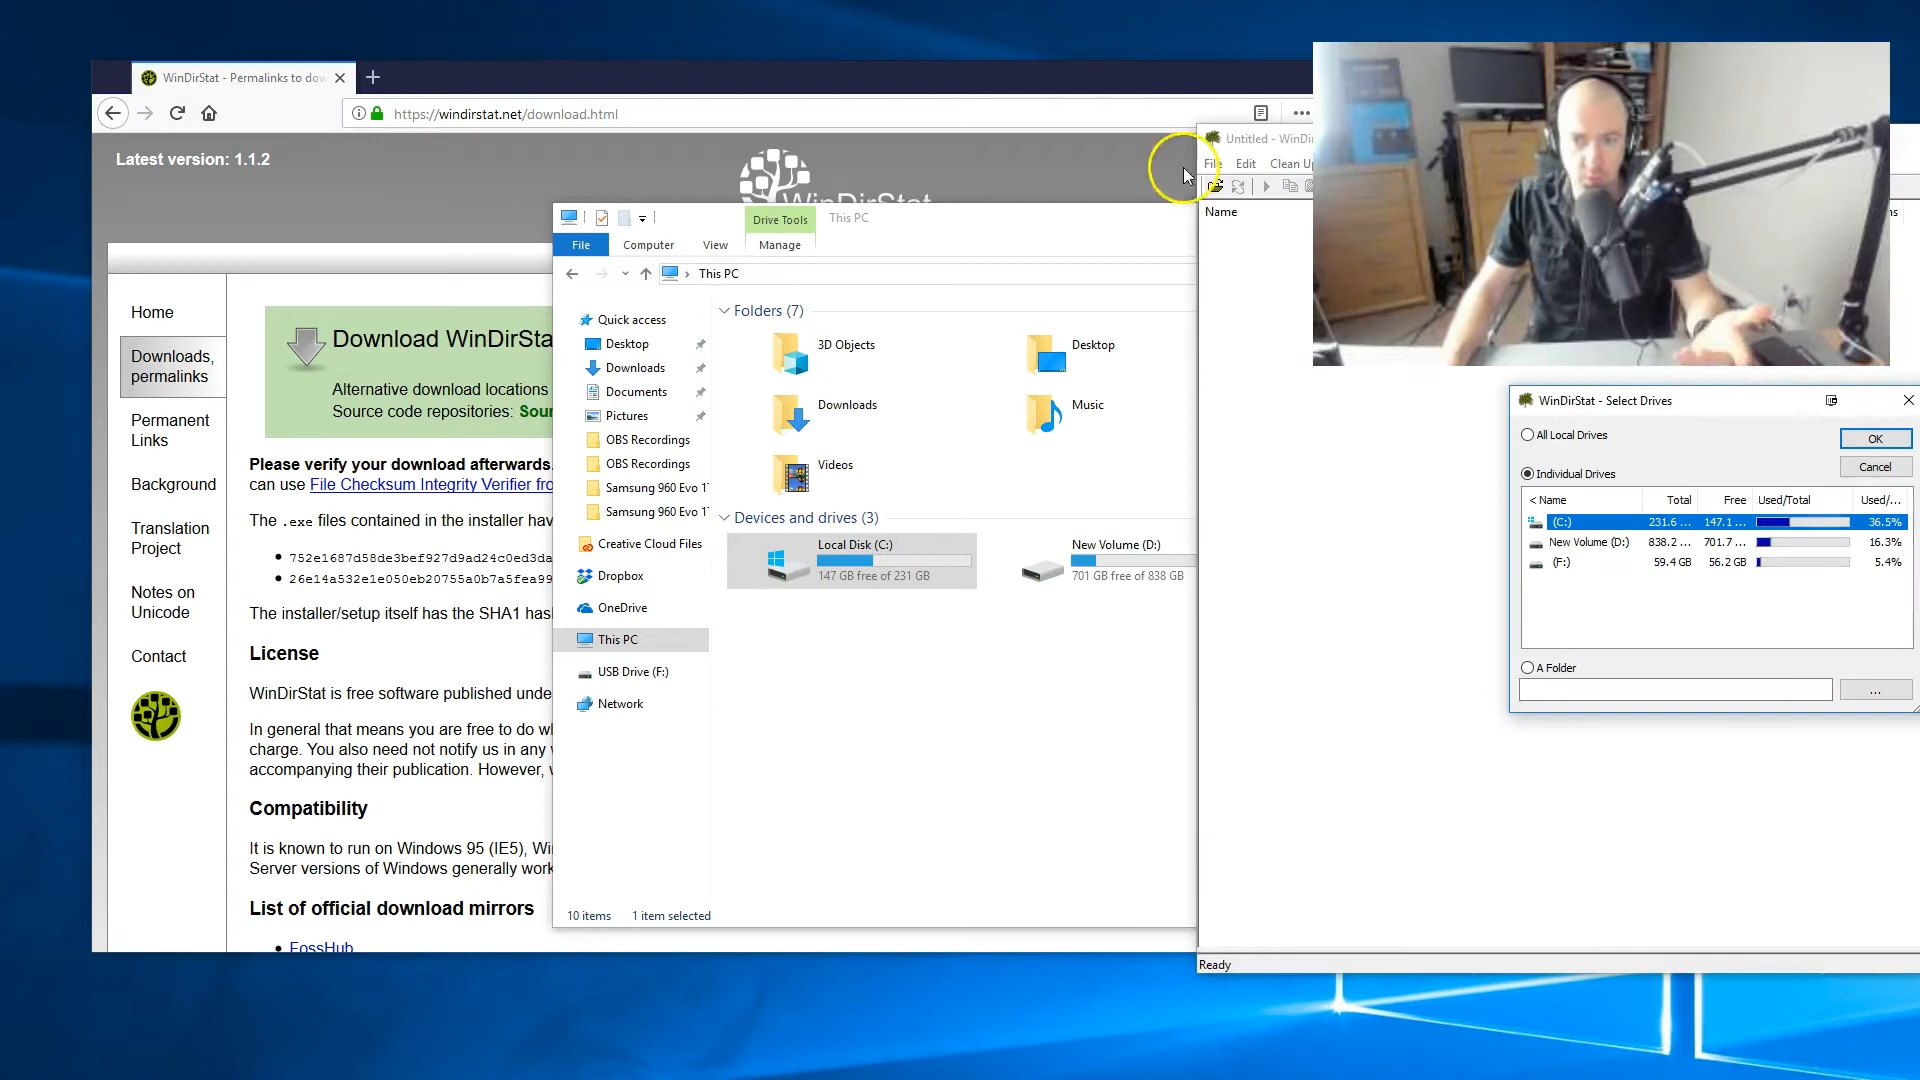 WinDirStat - Permalinks to dow
https://windirstat.net/download.html
Latest version: 1.1.2
WinDirStat
Home
Downloads,
permalinks
Permanent
Links
Background
Translation
Project
Notes on
Unicode
Contact
Download WinDirSta
Alternative download locations
Source code repositories: Sour
Please verify your download afterwards.
can use File Checksum Integrity Verifier fro
The .exe files contained in the installer hav
752e1687d58de3bef927d9ad24c0ed3da
26e14a532e1e050eb20755a0b7a5fea99
The installer/setup itself has the SHA1 hash
License
WinDirStat is free software published unde
In general that means you are free to do wh
charge. You also need not notify us in any w
accompanying their publication. However, w
Compatibility
It is known to run on Windows 95 (IE5), Win
Server versions of Windows generally work
List of official download mirrors
FossHub
Drive Tools
This PC
File
Computer
View
Manage
This PC
Quick access
Desktop
Downloads
Documents
Pictures
OBS Recordings
OBS Recordings
Samsung 960 Evo 1T
Samsung 960 Evo 1T
Creative Cloud Files
Dropbox
OneDrive
This PC
USB Drive (F:)
Network
Folders (7)
3D Objects
Desktop
Downloads
Music
Videos
Devices and drives (3)
Local Disk (C:)
147 GB free of 231 GB
New Volume (D:)
701 GB free of 838 GB
10 items 1 item selected
Untitled - WinDir
File Edit Clean Up
Name
ns
WinDirStat - Select Drives
All Local Drives
OK
Individual Drives
Cancel
< Name Total Free Used/Total Used/...
(C:) 231.6 ... 147.1 ... 36.5%
New Volume (D:) 838.2 ... 701.7 ... 16.3%
(F:) 59.4 GB 56.2 GB 5.4%
A Folder
...
Ready